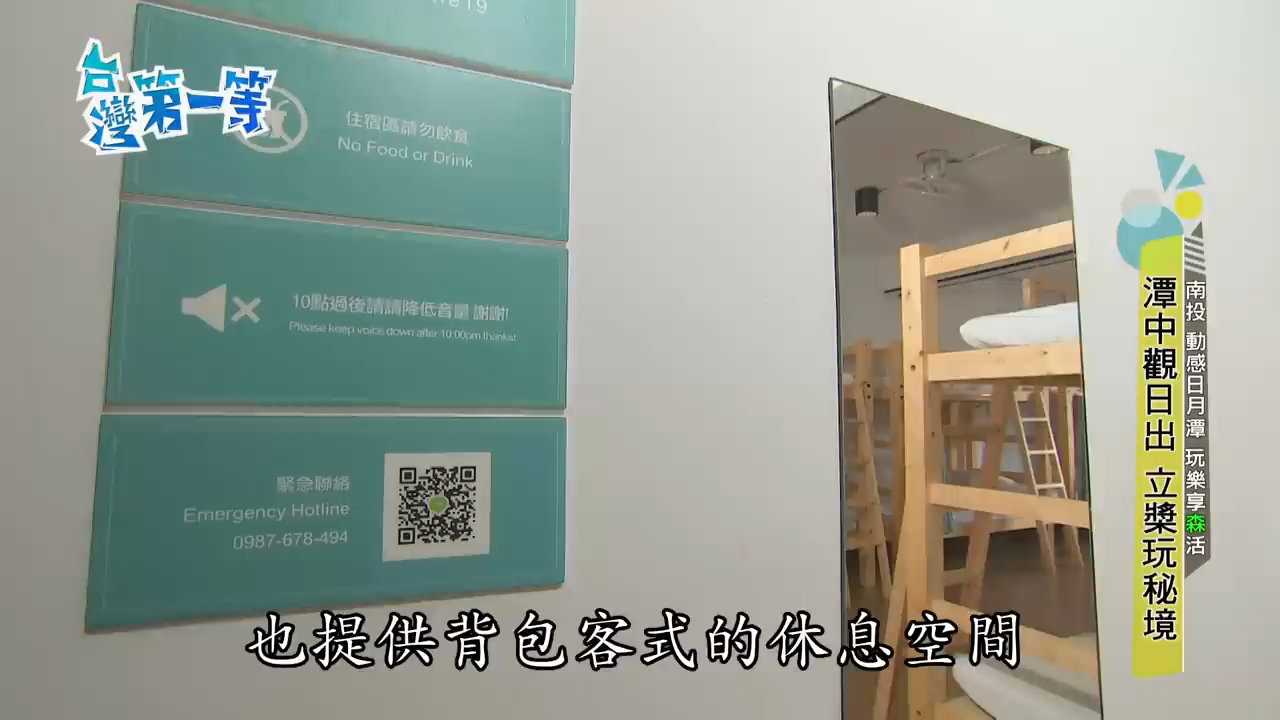 台灣第一等
住宿區請勿飲食
No Food or Drink
10點過後請請降低音量 謝謝!
Please keep voice down after 10:00pm thanks!
緊急聯絡
Emergency Hotline
0987-678-494
南投 動感日月潭 玩樂享森活
潭中觀日出 立槳玩秘境
也提供背包客式的休息空間